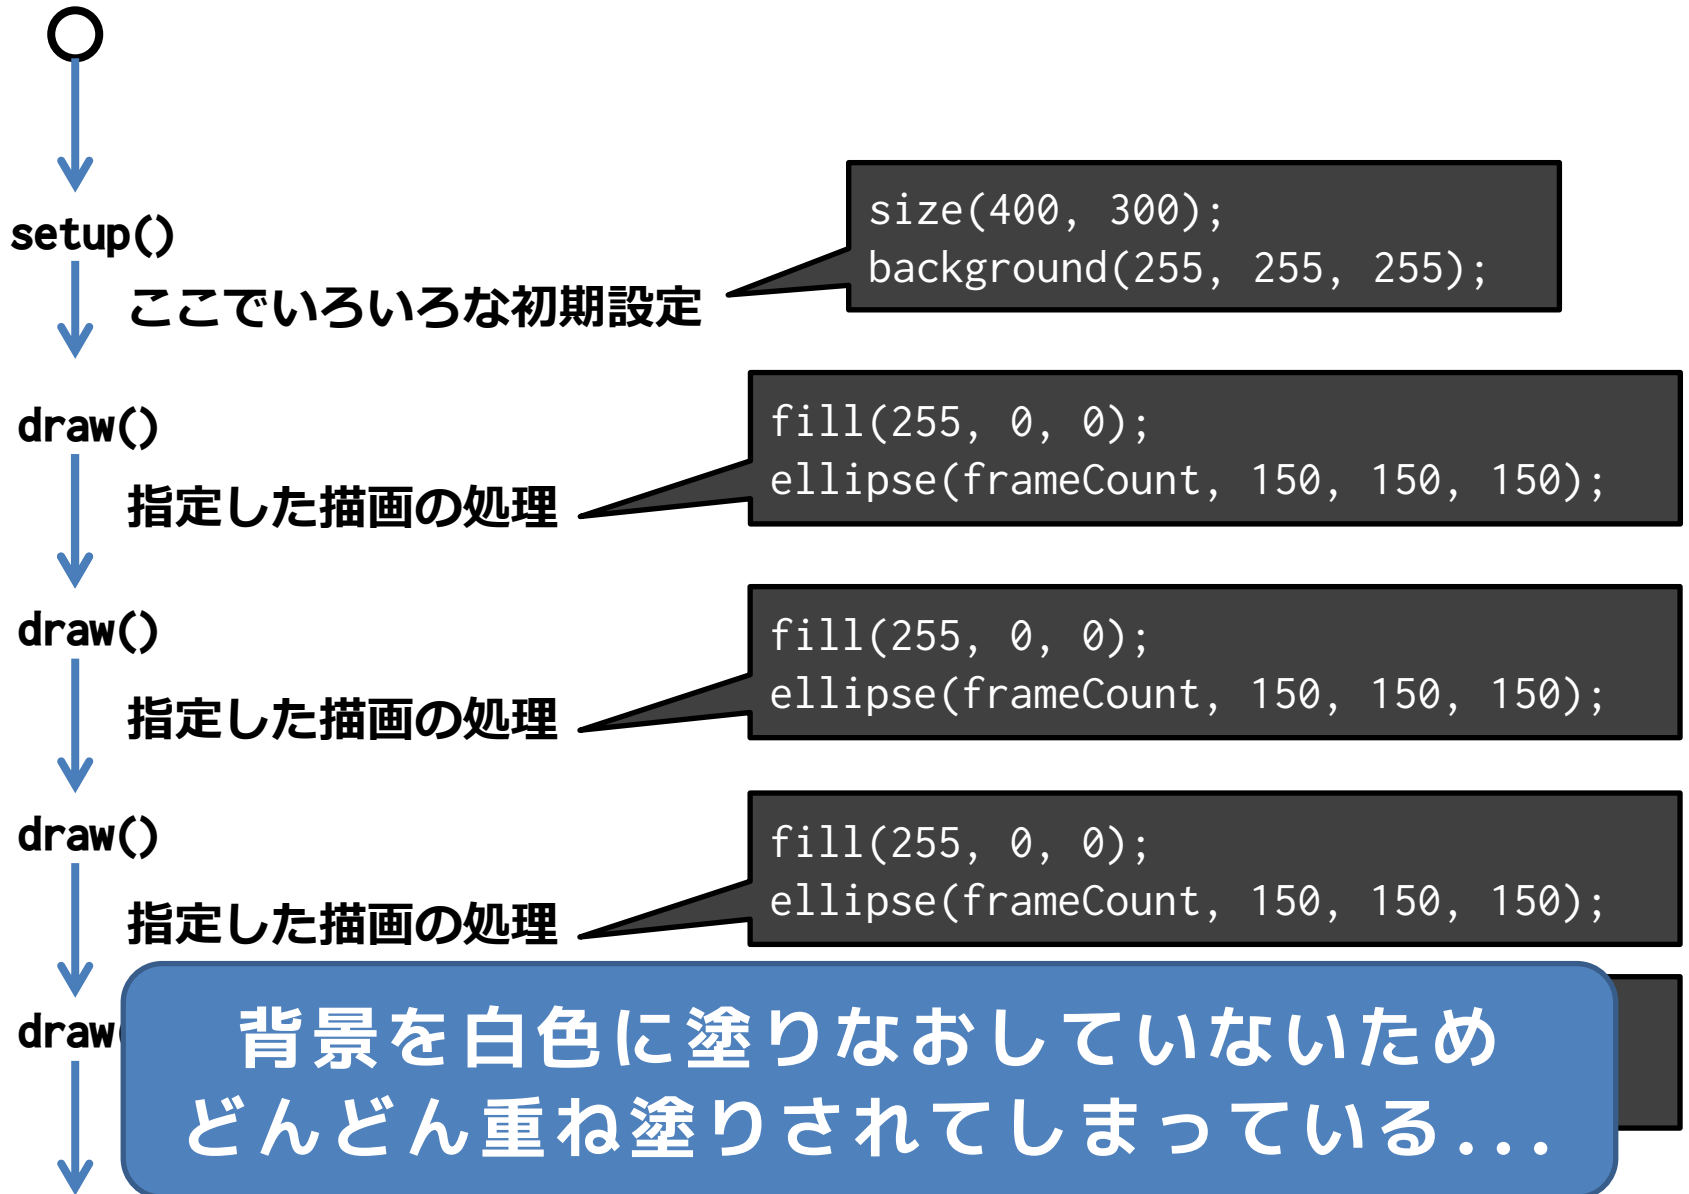 setup()
ここでいろいろな初期設定
size(400, 300);
background(255, 255, 255);
draw()
指定した描画の処理
fill(255, 0, 0);
ellipse(frameCount, 150, 150, 150);
draw()
指定した描画の処理
fill(255, 0, 0);
ellipse(frameCount, 150, 150, 150);
draw()
指定した描画の処理
fill(255, 0, 0);
ellipse(frameCount, 150, 150, 150);
draw(
背景を白色に塗りなおしていないため
どんどん重ね塗りされてしまっている...